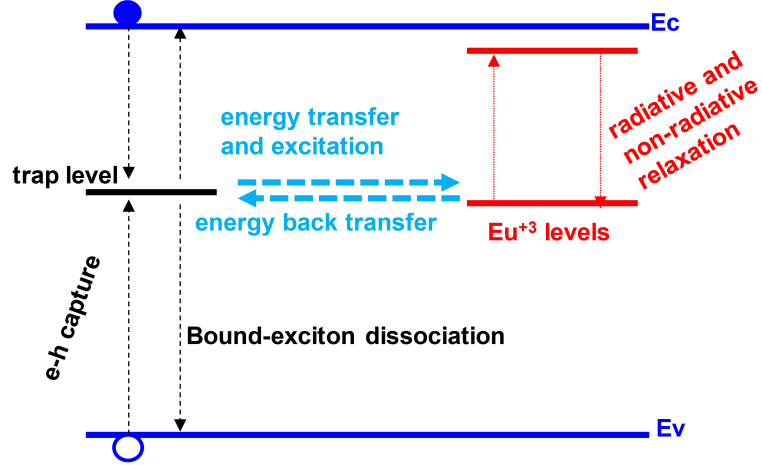 Ec
energy transfer
and excitation
radiative and
non-radiative
relaxation
trap level
energy back transfer
Eu+3 levels
e-h capture
Bound-exciton dissociation
Ev